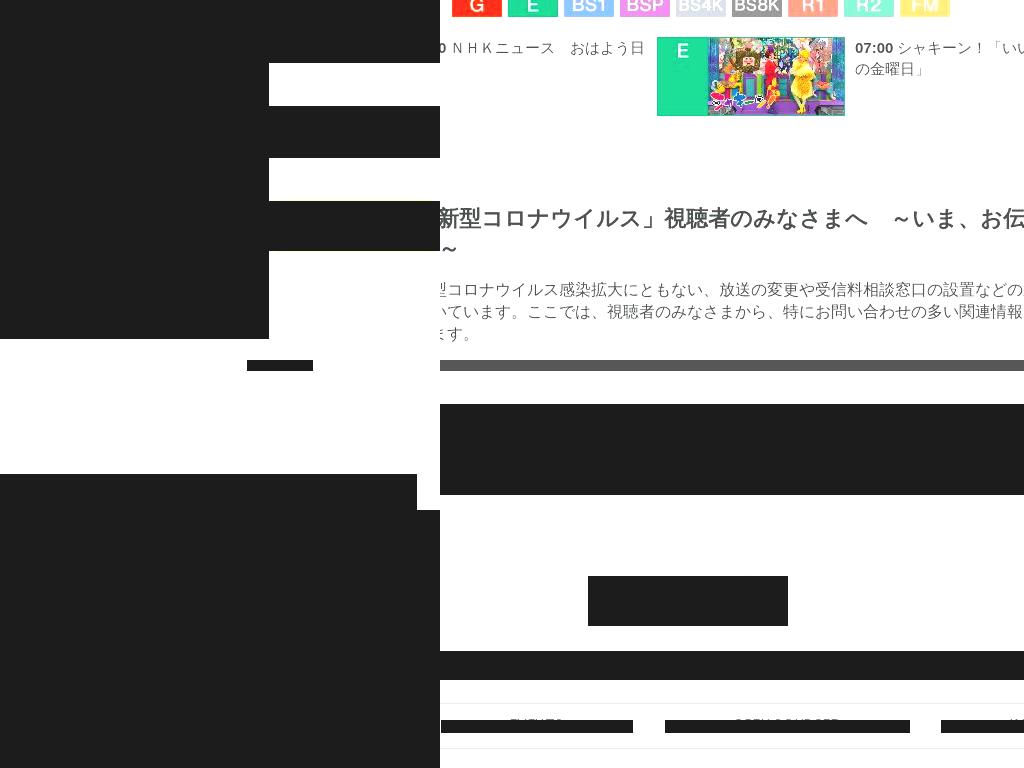 G E BS1 BSP BS4K BS8K R1 R2 FM
0 ＮＨＫニュース　おはよう日
E
07:00 シャキーン！「いい
の金曜日」
新型コロナウイルス」視聴者のみなさまへ　～いま、お伝
～
型コロナウイルス感染拡大にともない、放送の変更や受信料相談窓口の設置などの
いています。ここでは、視聴者のみなさまから、特にお問い合わせの多い関連情報
ます。